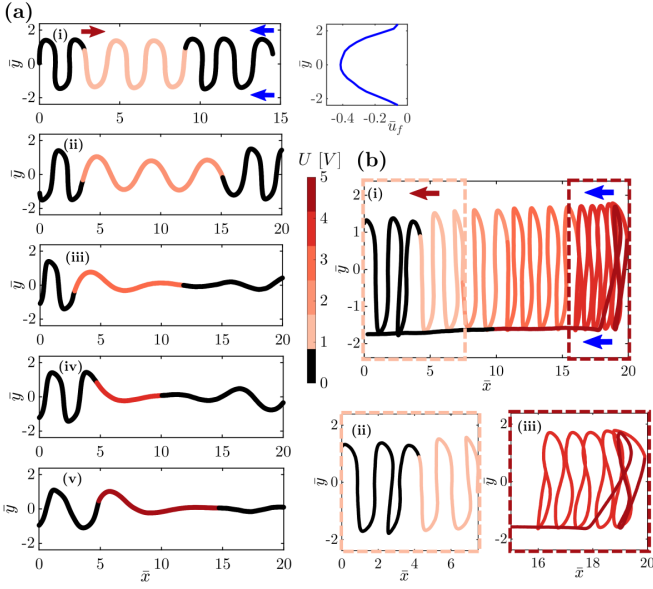 (a)
(i)
ȳ
2
0
-2
0 5 10 15
ȳ
2
0
-2
-0.4 -0.2 0
ū_f
(ii)
ȳ
2
0
-2
0 5 10 15 20
(iii)
ȳ
2
0
-2
0 5 10 15 20
(iv)
ȳ
2
0
-2
0 5 10 15 20
(v)
ȳ
2
0
-2
0 5 10 15 20
x̄
U [V]
5
4
3
2
1
0
(b)
(i)
ȳ
2
1
0
-1
-2
0 5 10 15 20
x̄
(ii)
ȳ
2
0
-2
0 2 4 6
x̄
(iii)
ȳ
2
0
-2
16 18 20
x̄